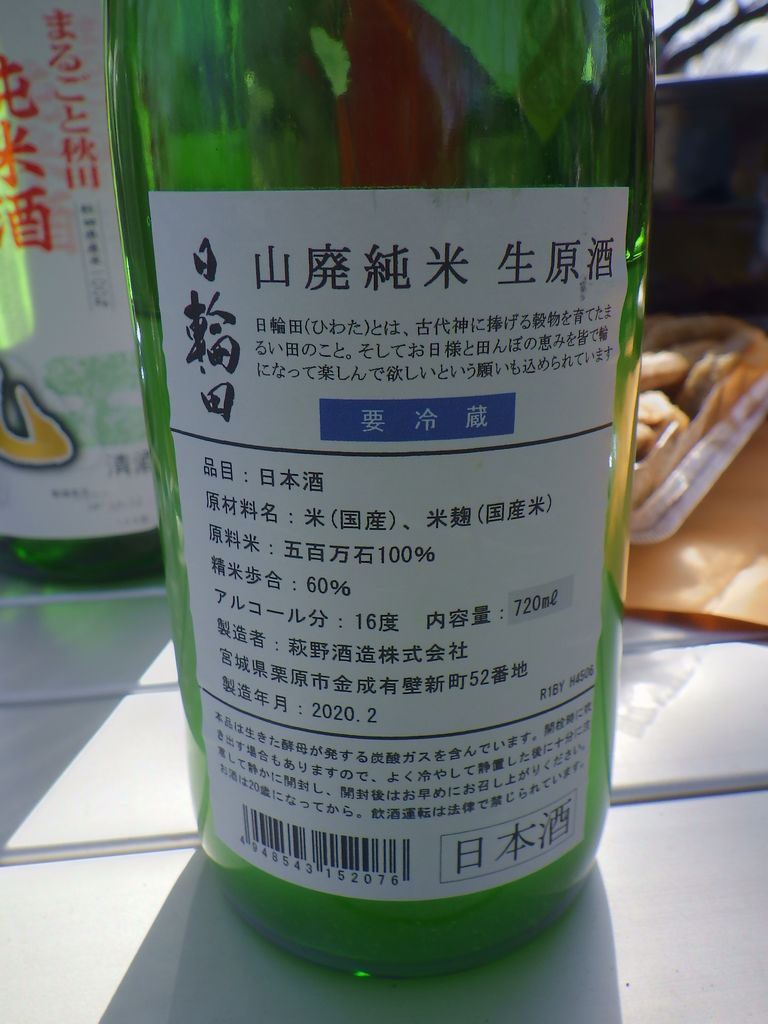 まるごと秋田
純米酒
清酒
日輪田
山廃純米 生原酒
日輪田(ひわた)とは、古代神に捧げる穀物を育てたま
るい田のこと。そしてお日様と田んぼの恵みを皆で輪
になって楽しんで欲しいという願いも込められています
要冷蔵
品目:日本酒
原材料名:米(国産)、米麹(国産米)
原料米:五百万石100%
精米歩合:60%
アルコール分:16度 内容量:720ml
製造者:萩野酒造株式会社
宮城県栗原市金成有壁新町52番地
製造年月:2020.2
R1BY H4506
本品は生きた酵母が発する炭酸ガスを含んでいます。開栓時に吹
き出す場合もありますので、よく冷やして静置した後に十分に注
意して静かに開封し、開封後はお早めにお召し上がりください。
お酒は20歳になってから。飲酒運転は法律で禁じられています。
4948543152076
日本酒